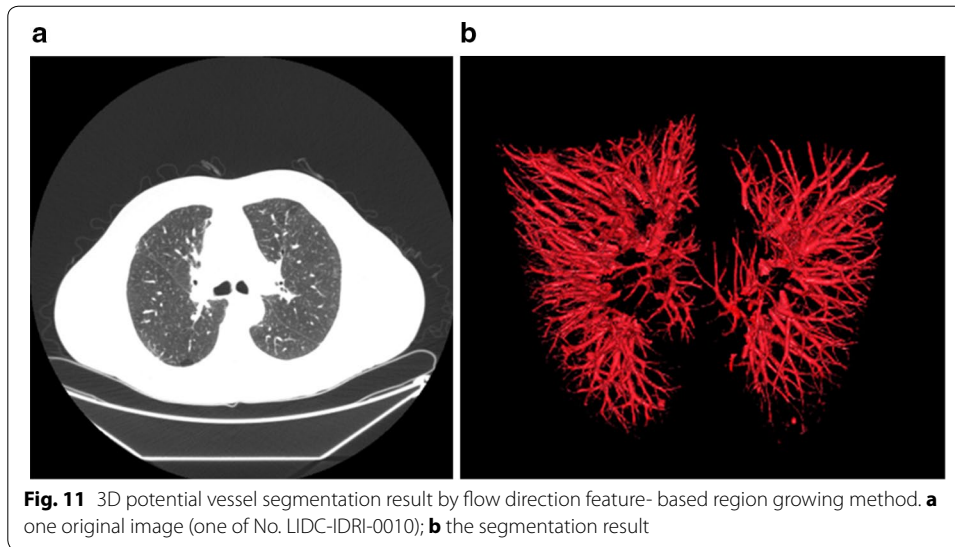 a
b
Fig. 11 3D potential vessel segmentation result by flow direction feature- based region growing method. a
one original image (one of No. LIDC-IDRI-0010); b the segmentation result